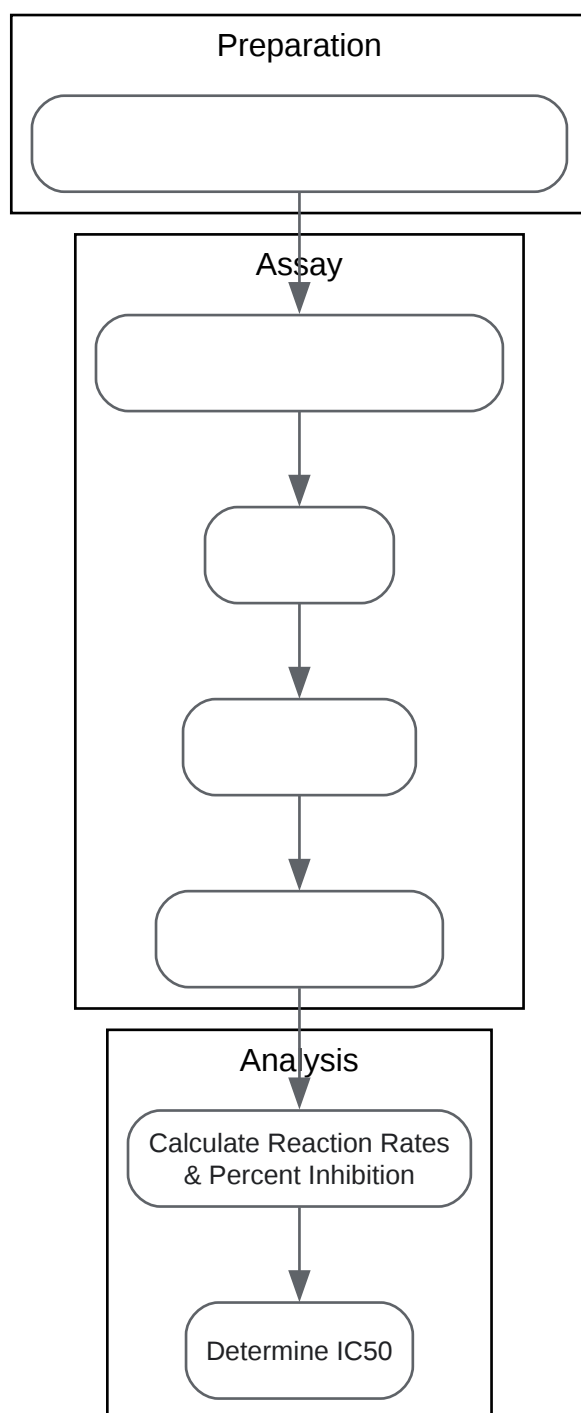 Preparation
Assay
Analysis
Calculate Reaction Rates
& Percent Inhibition
Determine IC50